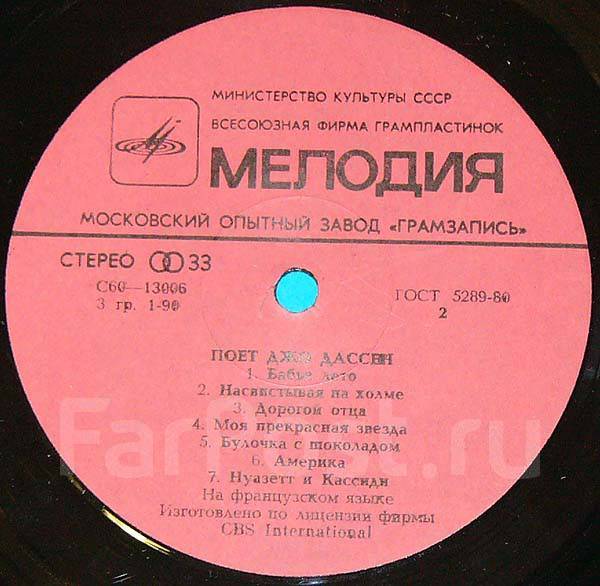 МИНИСТЕРСТВО КУЛЬТУРЫ СССР
ВСЕСОЮЗНАЯ ФИРМА ГРАМПЛАСТИНОК
МЕЛОДИЯ
МОСКОВСКИЙ ОПЫТНЫЙ ЗАВОД «ГРАМЗАПИСЬ»
СТЕРЕО 33
С60—13006
3 гр. 1-90
ГОСТ 5289-80
2
ПОЕТ ДЖО ДАССЕН
1. Бабье лето
2. Насвистывая на холме
3. Дорогой отца
4. Моя прекрасная звезда
5. Булочка с шоколадом
6. Америка
7. Нуазетт и Кассиди
На французском языке
Изготовлено по лицензии фирмы
CBS International
FarPost.ru